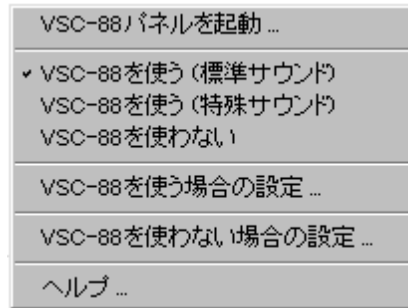 VSC-88パネルを起動...
✓VSC-88を使う(標準サウンド)
VSC-88を使う(特殊サウンド)
VSC-88を使わない
VSC-88を使う場合の設定...
VSC-88を使わない場合の設定...
ヘルプ...